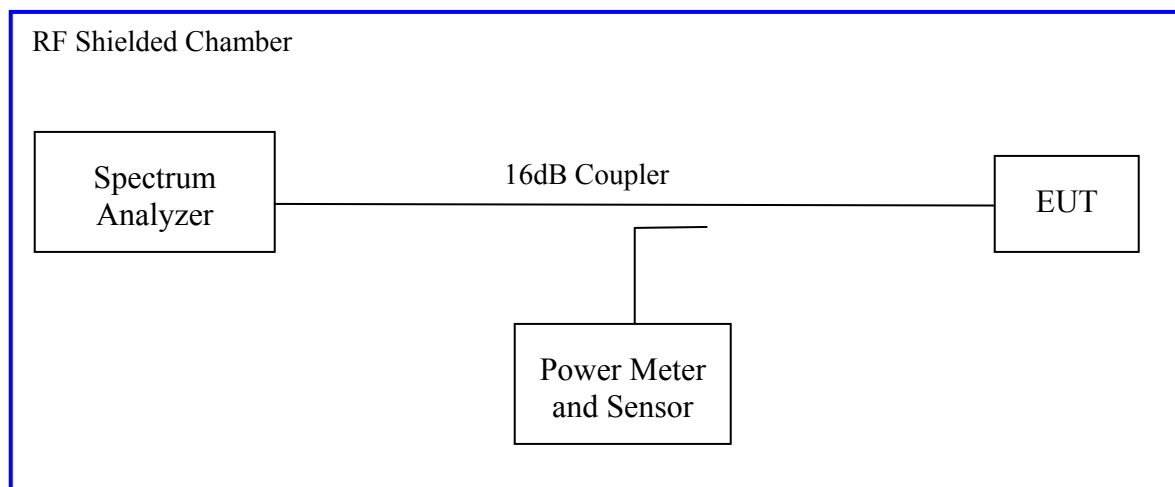 RF Shielded Chamber
Spectrum
Analyzer
16dB Coupler
EUT
Power Meter
and Sensor